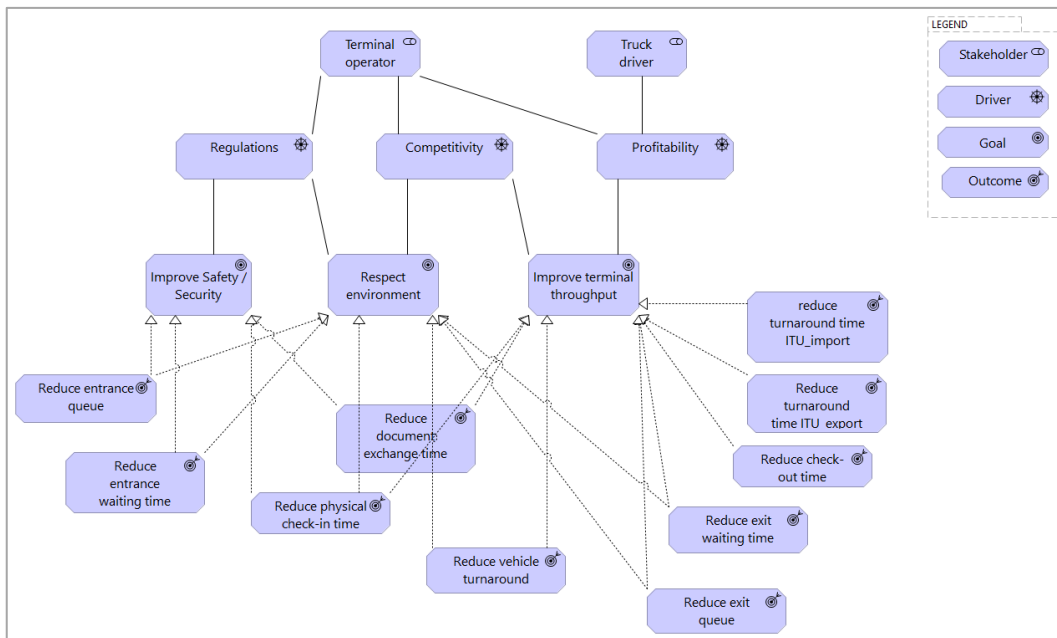 LEGEND
Terminal
operator
Truck
driver
Stakeholder
Driver
Goal
Outcome
Regulations
Competitivity
Profitability
Improve Safety /
Security
Respect
environment
Improve terminal
throughput
reduce
turnaround time
ITU_import
Reduce entrance
queue
Reduce
turnaround
time ITU_export
Reduce
document
exchange time
Reduce check-
out time
Reduce
entrance
waiting time
Reduce physical
check-in time
Reduce exit
waiting time
Reduce vehicle
turnaround
Reduce exit
queue